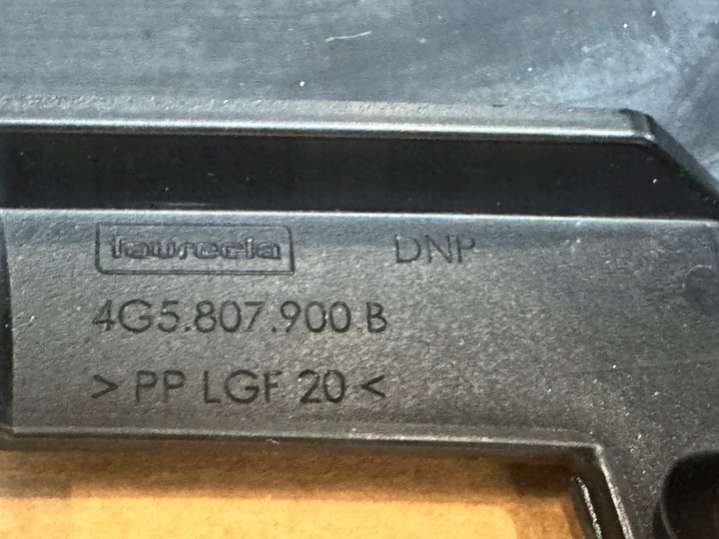 faurecia DNP
4G5.807.900 B
> PP LGF 20 <